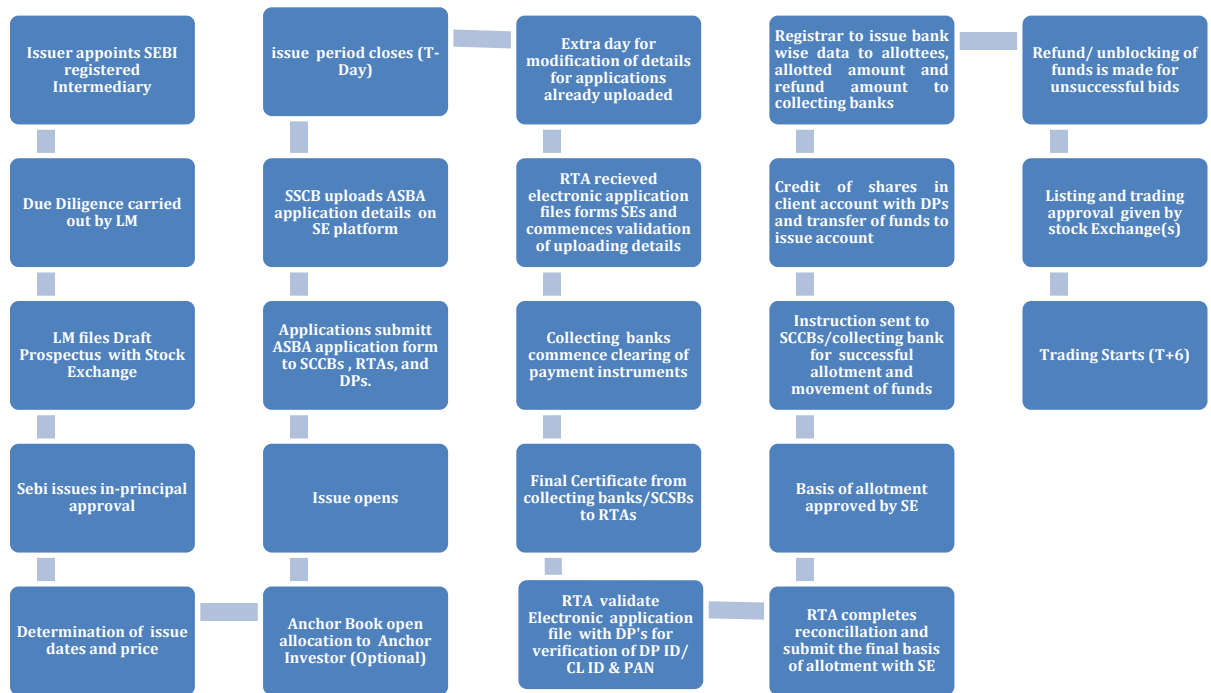 Issuer appoints SEBI
registered
Intermediary
Due Diligence carried
out by LM
LM files Draft
Prospectus with Stock
Exchange
Sebi issues in-principal
approval
Determination of issue
dates and price
Anchor Book open
allocation to Anchor
Investor (Optional)
Issue opens
Applications submitt
ASBA application form
to SCCBs , RTAs, and
DPs.
SSCB uploads ASBA
application details on
SE platform
issue period closes (T-
Day)
Extra day for
modification of details
for applications
already uploaded
RTA recieved
electronic application
files forms SEs and
commences validation
of uploading details
Collecting banks
commence clearing of
payment instruments
Final Certificate from
collecting banks/SCSBs
to RTAs
RTA validate
Electronic application
file with DP's for
verification of DP ID/
CL ID & PAN
RTA completes
reconcillation and
submit the final basis
of allotment with SE
Basis of allotment
approved by SE
Instruction sent to
SCCBs/collecting bank
for successful
allotment and
movement of funds
Credit of shares in
client account with DPs
and transfer of funds to
issue account
Registrar to issue bank
wise data to allottees,
allotted amount and
refund amount to
collecting banks
Refund/ unblocking of
funds is made for
unsuccessful bids
Listing and trading
approval given by
stock Exchange(s)
Trading Starts (T+6)